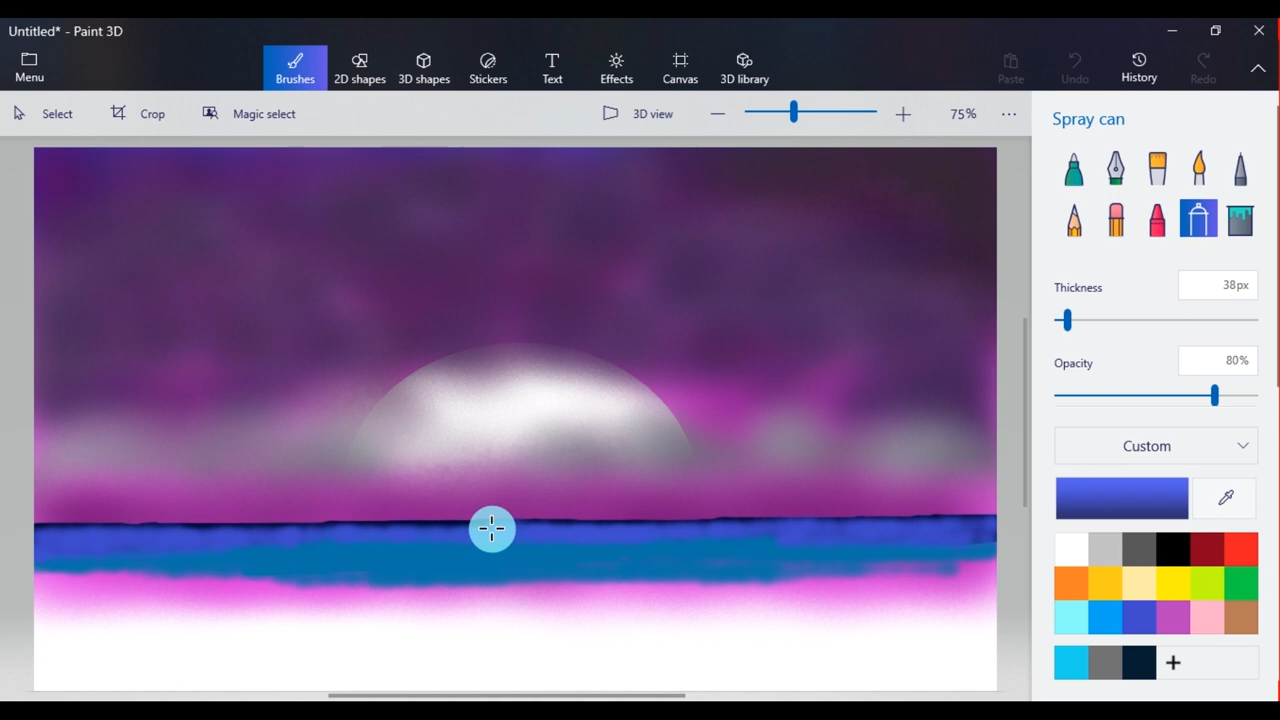 Untitled* - Paint 3D
Menu
Brushes
2D shapes
3D shapes
Stickers
Text
Effects
Canvas
3D library
Paste
Undo
History
Redo
Select
Crop
Magic select
3D view
75%
Spray can
Thickness
38px
Opacity
80%
Custom